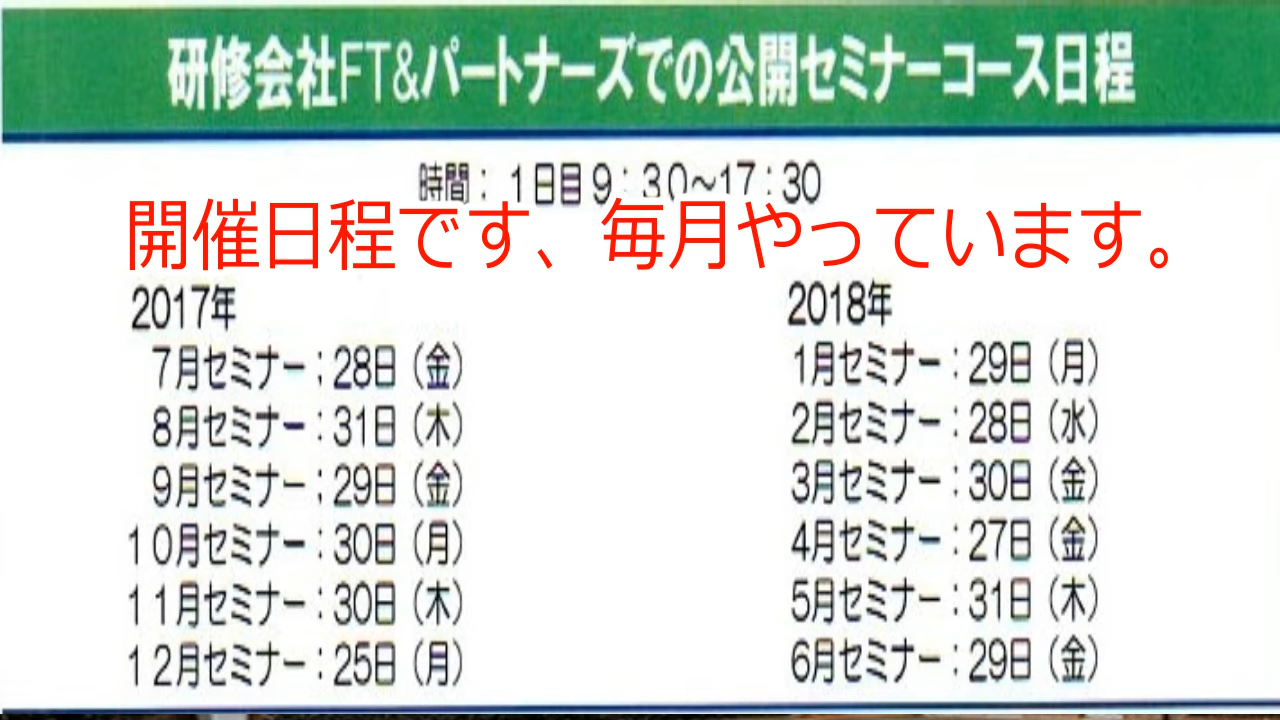 研修会社FT&パートナーズでの公開セミナーコース日程
時間：1日目9：30～17：30
開催日程です、毎月やっています。
2017年
7月セミナー：28日（金）
8月セミナー：31日（木）
9月セミナー：29日（金）
10月セミナー：30日（月）
11月セミナー：30日（木）
12月セミナー：25日（月）
2018年
1月セミナー：29日（月）
2月セミナー：28日（水）
3月セミナー：30日（金）
4月セミナー：27日（金）
5月セミナー：31日（木）
6月セミナー：29日（金）